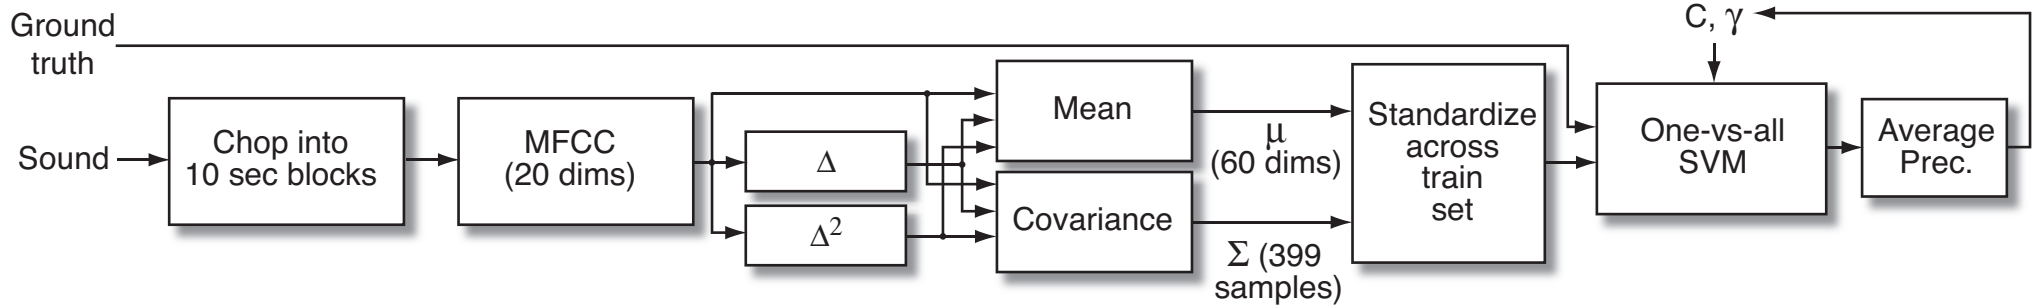 Ground
truth
Sound
Chop into
10 sec blocks
MFCC
(20 dims)
Δ
Δ²
Mean
Covariance
μ
(60 dims)
Σ (399
samples)
Standardize
across
train
set
C, γ
One-vs-all
SVM
Average
Prec.